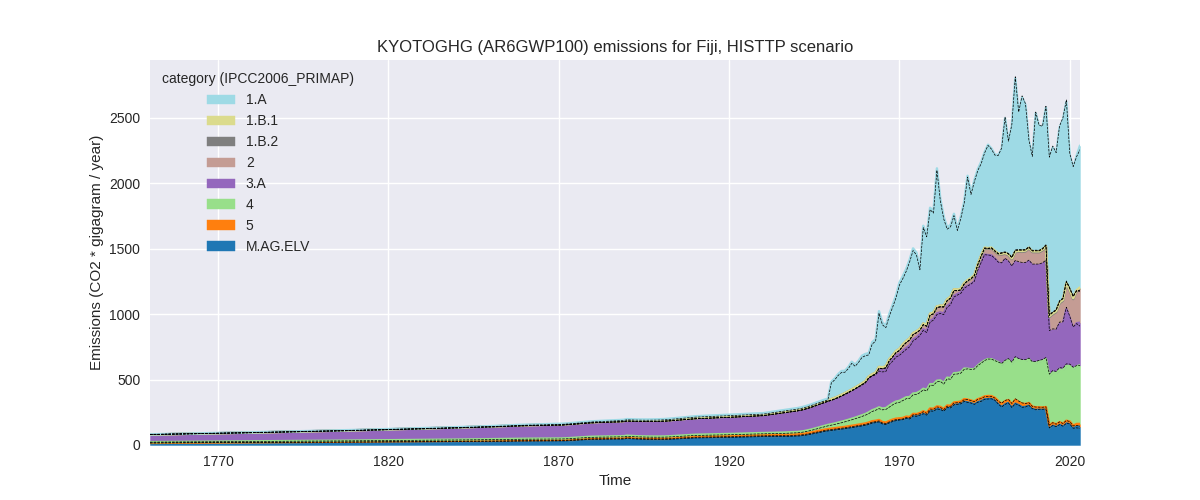 KYOTOGHG (AR6GWP100) emissions for Fiji, HISTTP scenario
category (IPCC2006_PRIMAP)
1.A
1.B.1
1.B.2
2
3.A
4
5
M.AG.ELV
Emissions (CO2 * gigagram / year)
2500
2000
1500
1000
500
0
1770
1820
1870
1920
1970
2020
Time